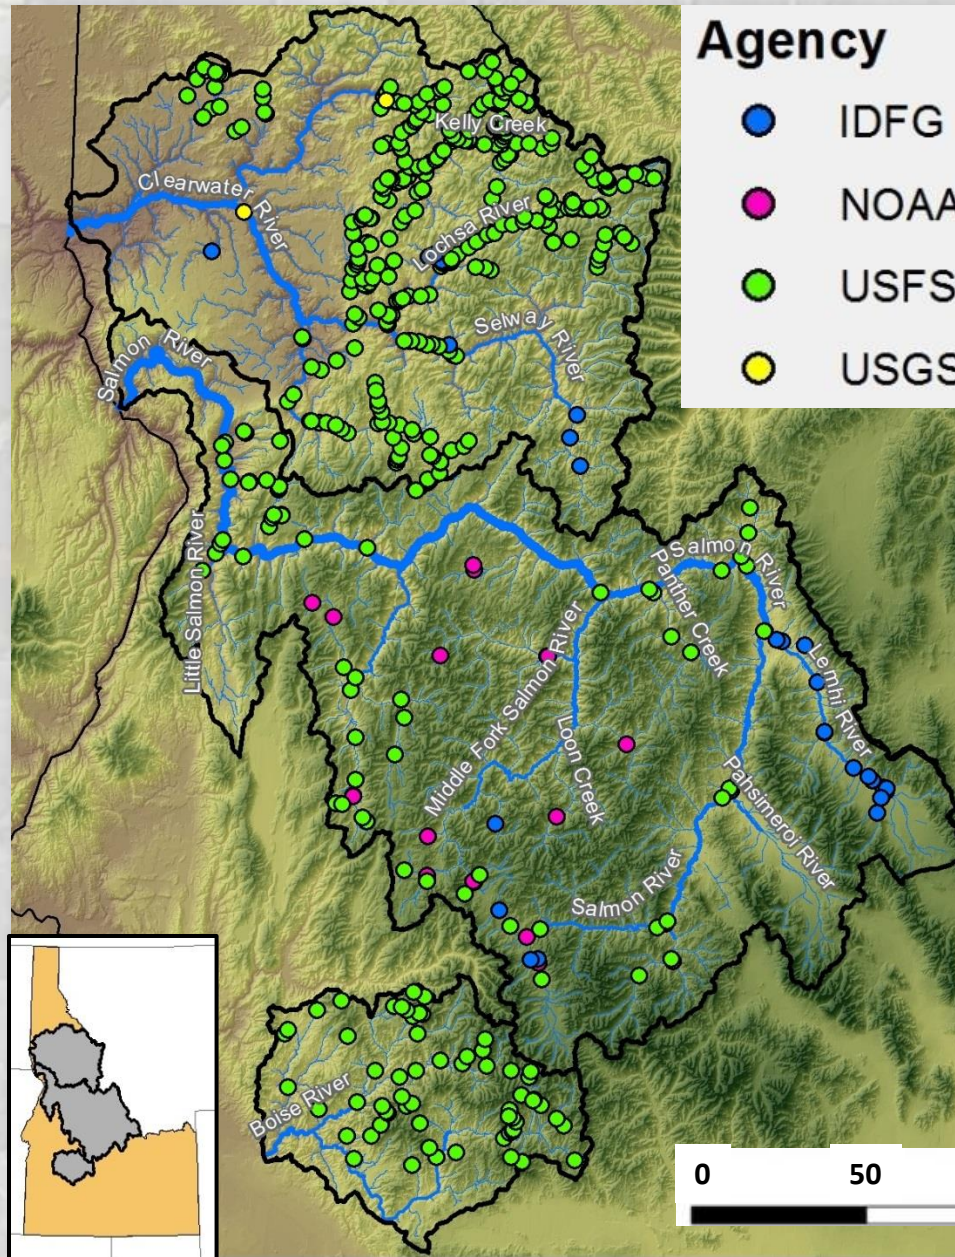 Agency
IDFG
NOAA
USFS
USGS
Kelly Creek
Clearwater River
Lochsa River
Selway River
Salmon River
Little Salmon River
Salmon River
Panther Creek
Lemhi River
Middle Fork Salmon River
Loon Creek
Pahsimeroi River
Salmon River
Boise River
0 50